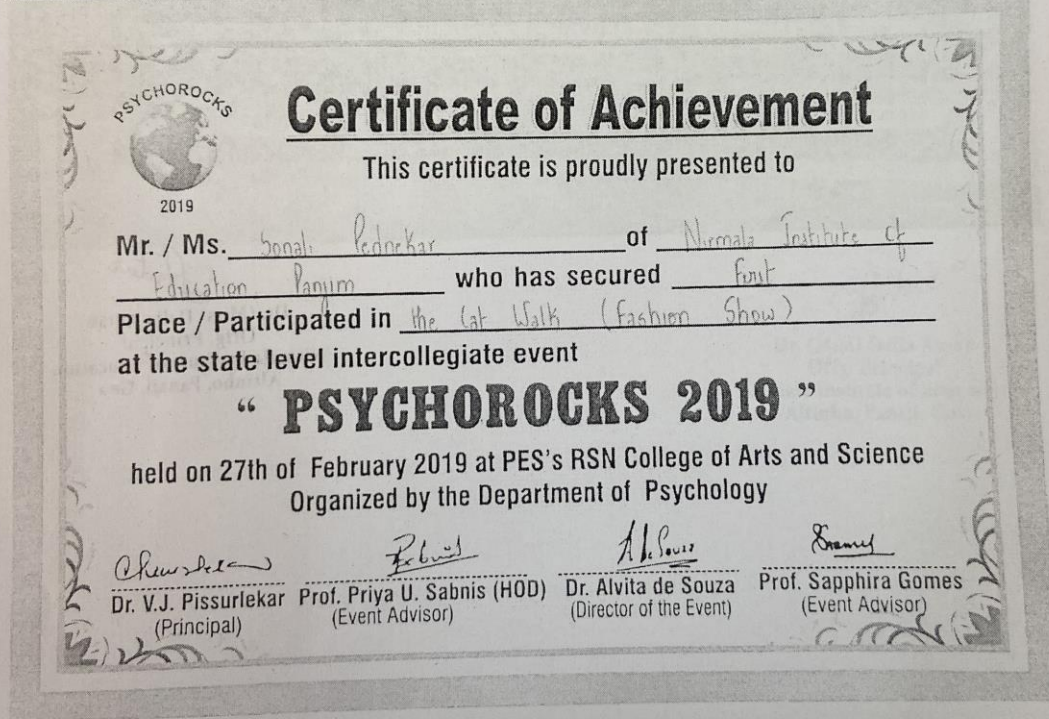 PSYCHOROCKS
2019
Certificate of Achievement
This certificate is proudly presented to
Mr. / Ms. Sonali Pednekar of Nirmala Institute of
Education Panjim who has secured First
Place / Participated in the Cat Walk (Fashion Show)
at the state level intercollegiate event
“ PSYCHOROCKS 2019 ”
held on 27th of February 2019 at PES's RSN College of Arts and Science
Organized by the Department of Psychology
A de Souza
Dr. V.J. Pissurlekar Prof. Priya U. Sabnis (HOD) Dr. Alvita de Souza Prof. Sapphira Gomes
(Principal) (Event Advisor) (Director of the Event) (Event Advisor)